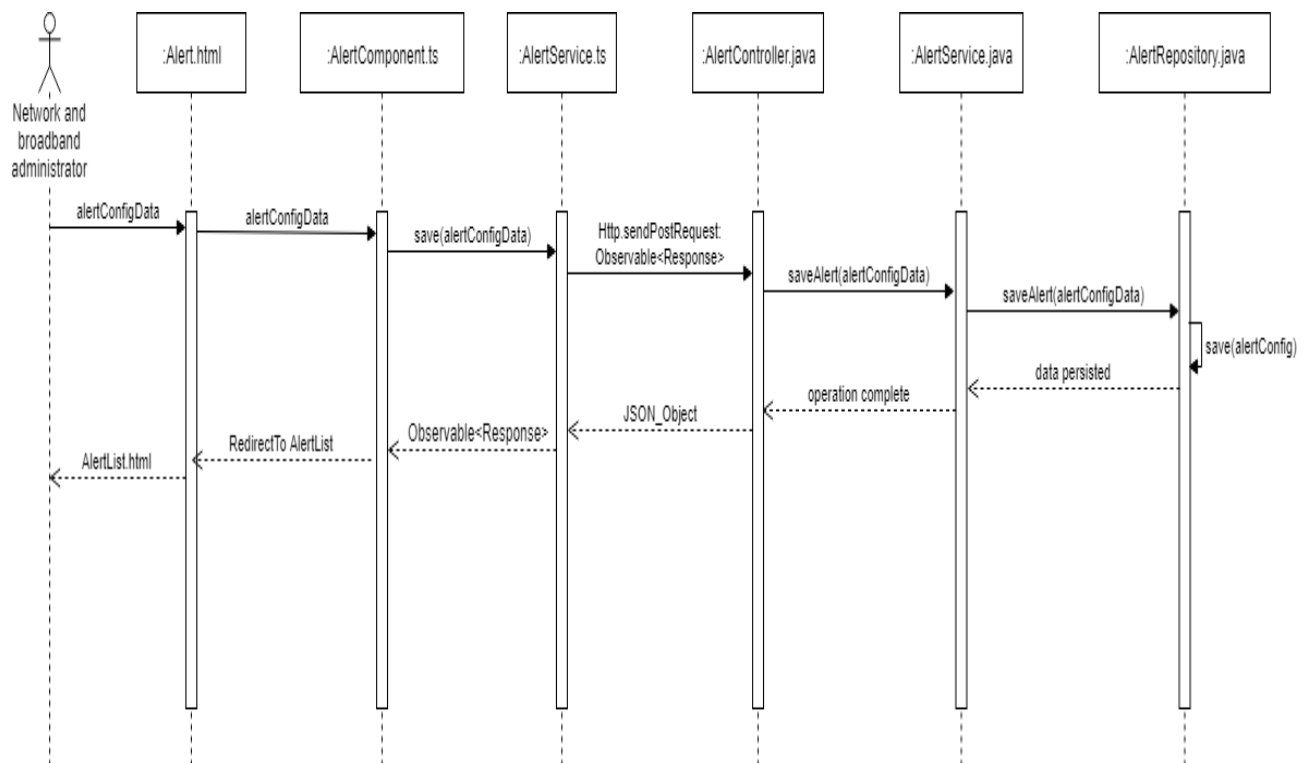 :Alert.html
:AlertComponent.ts
:AlertService.ts
:AlertController.java
:AlertService.java
:AlertRepository.java
Network and
broadband
administrator
alertConfigData
alertConfigData
save(alertConfigData)
Http.sendPostRequest:
Observable<Response>
saveAlert(alertConfigData)
saveAlert(alertConfigData)
save(alertConfig)
data persisted
operation complete
JSON_Object
Observable<Response>
RedirectTo AlertList
AlertList.html